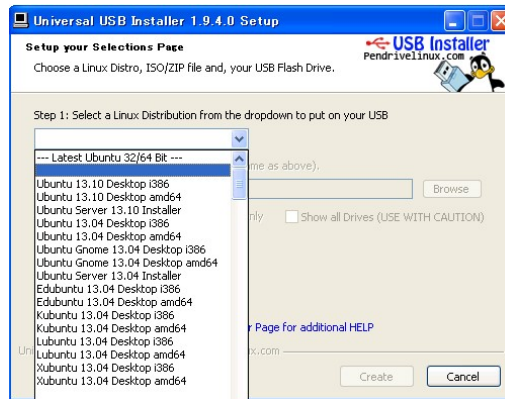 Universal USB Installer 1.9.4.0 Setup
Setup your Selections Page
Choose a Linux Distro, ISO/ZIP file and, your USB Flash Drive.
USB Installer
Pendrivelinux.com
Step 1: Select a Linux Distribution from the dropdown to put on your USB
--- Latest Ubuntu 32/64 Bit ---
me as above).
Ubuntu 13.10 Desktop i386
Browse
Ubuntu 13.10 Desktop amd64
Ubuntu Server 13.10 Installer
Show all Drives (USE WITH CAUTION)
Ubuntu 13.04 Desktop i386
Ubuntu 13.04 Desktop amd64
Ubuntu Gnome 13.04 Desktop i386
Ubuntu Gnome 13.04 Desktop amd64
Ubuntu Server 13.04 Installer
Edubuntu 13.04 Desktop i386
Edubuntu 13.04 Desktop amd64
Kubuntu 13.04 Desktop i386
Kubuntu 13.04 Desktop amd64
r Page for additional HELP
Lubuntu 13.04 Desktop i386
Lubuntu 13.04 Desktop amd64
Xubuntu 13.04 Desktop i386
Xubuntu 13.04 Desktop amd64
Create
Cancel